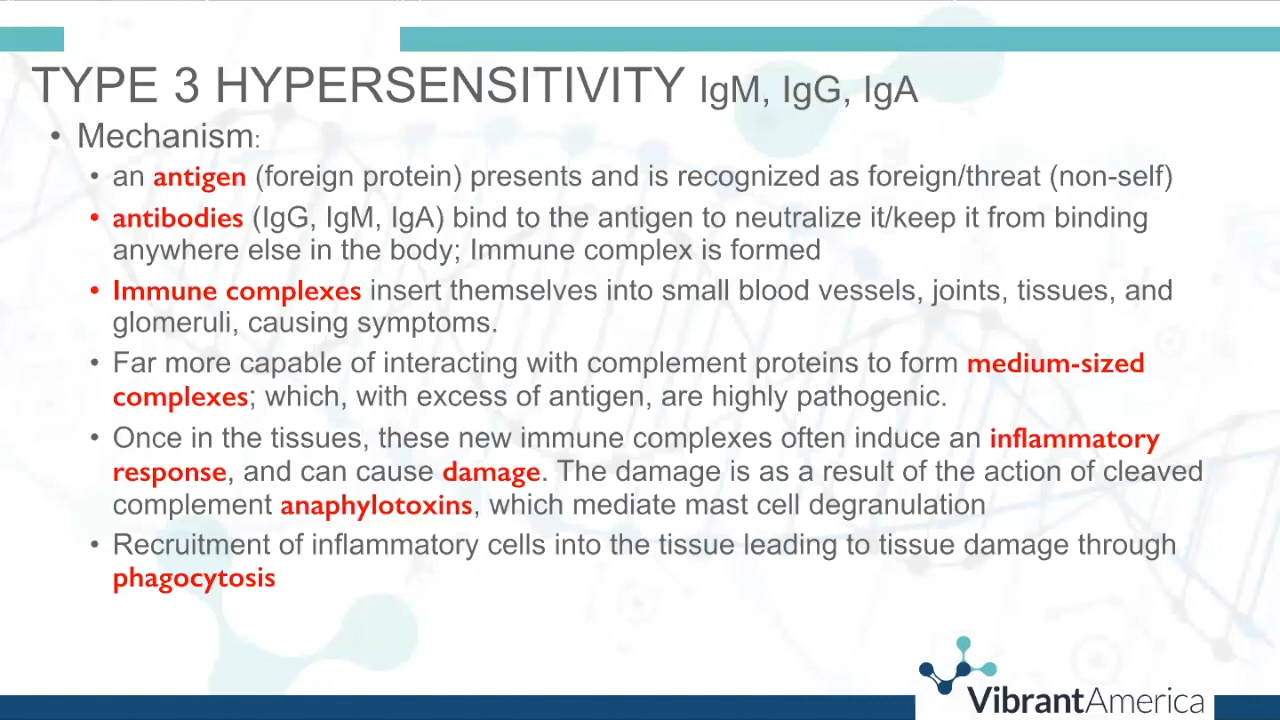 TYPE 3 HYPERSENSITIVITY IgM, IgG, IgA
• Mechanism:
• an antigen (foreign protein) presents and is recognized as foreign/threat (non-self)
• antibodies (IgG, IgM, IgA) bind to the antigen to neutralize it/keep it from binding
anywhere else in the body; Immune complex is formed
• Immune complexes insert themselves into small blood vessels, joints, tissues, and
glomeruli, causing symptoms.
• Far more capable of interacting with complement proteins to form medium-sized
complexes; which, with excess of antigen, are highly pathogenic.
• Once in the tissues, these new immune complexes often induce an inflammatory
response, and can cause damage. The damage is as a result of the action of cleaved
complement anaphylotoxins, which mediate mast cell degranulation
• Recruitment of inflammatory cells into the tissue leading to tissue damage through
phagocytosis
VibrantAmerica